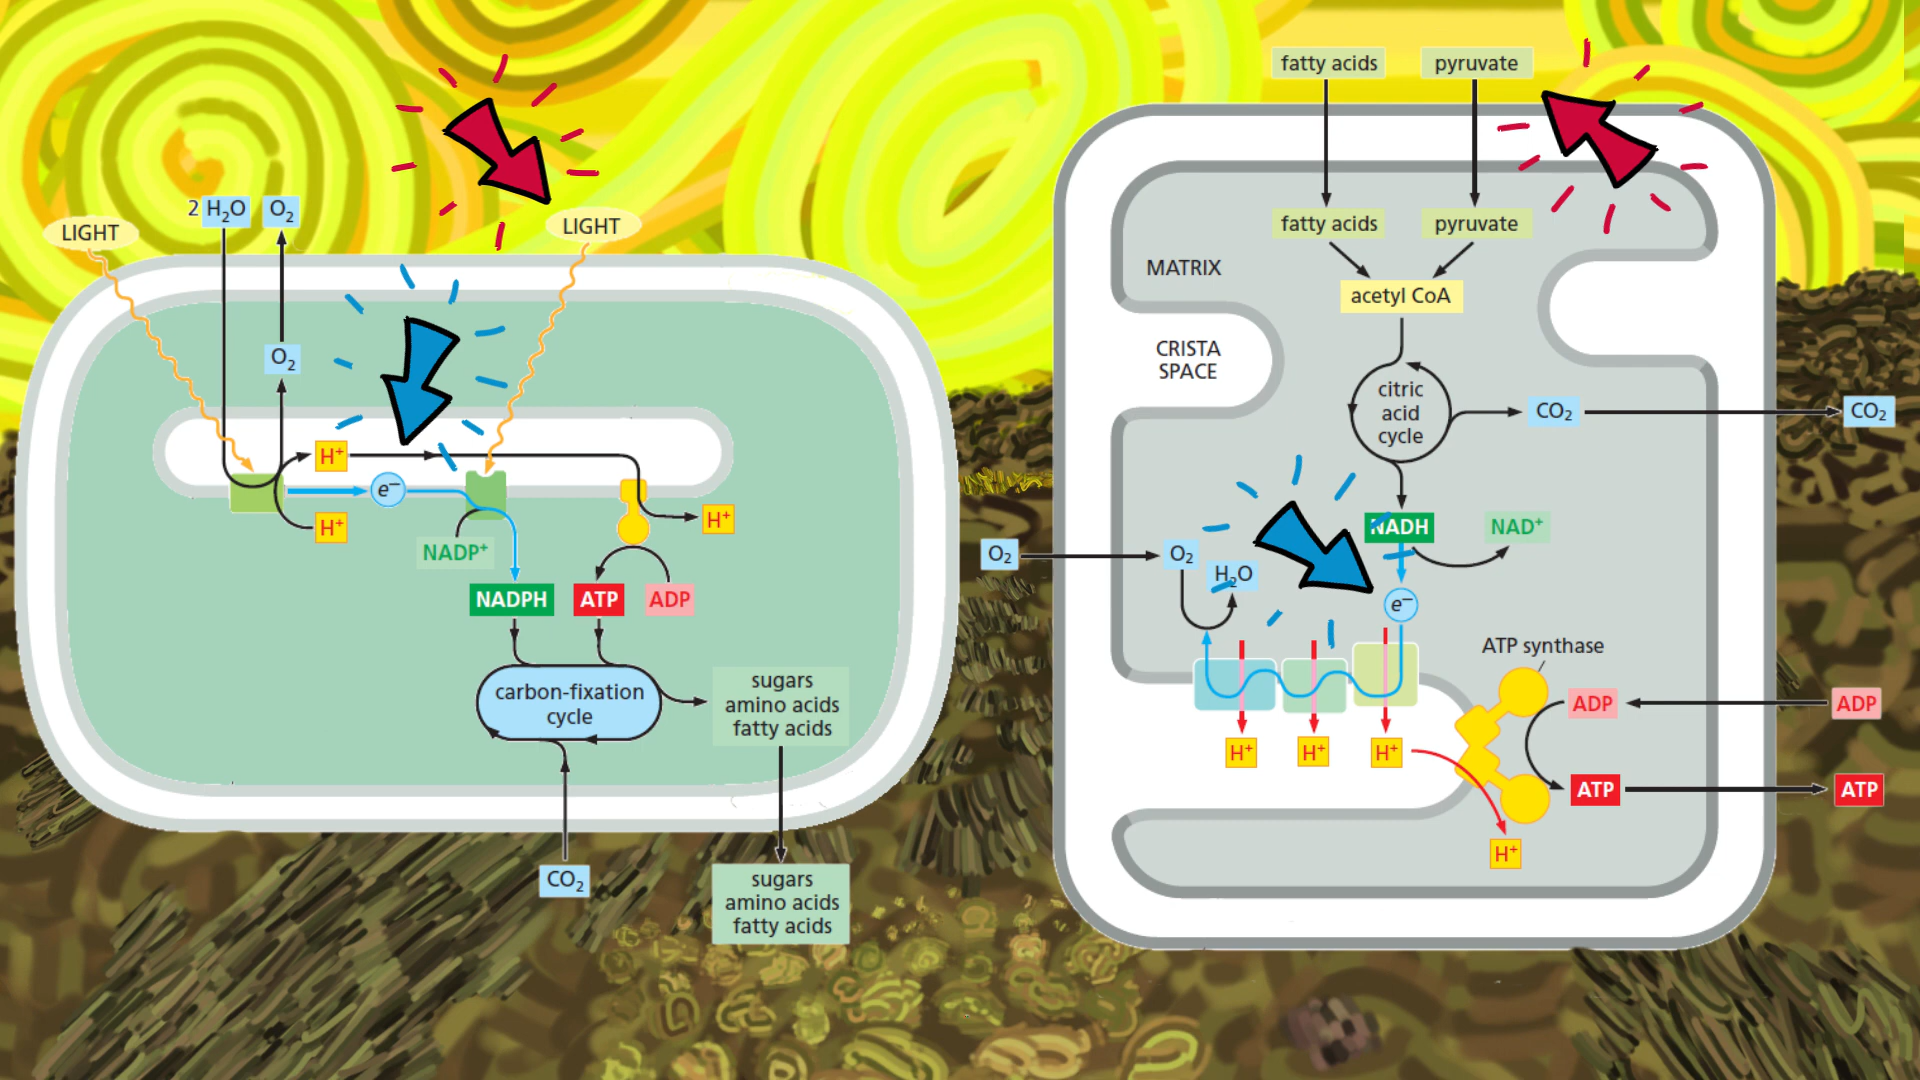 2 H₂O
O₂
LIGHT
LIGHT
O₂
H⁺
e⁻
H⁺
H⁺
NADP⁺
NADPH
ATP
ADP
carbon-fixation
cycle
sugars
amino acids
fatty acids
CO₂
sugars
amino acids
fatty acids
fatty acids
pyruvate
fatty acids
pyruvate
MATRIX
acetyl CoA
CRISTA
SPACE
citric
acid
cycle
CO₂
CO₂
NADH
NAD⁺
O₂
O₂
H₂O
e⁻
ATP synthase
ADP
ADP
H⁺
H⁺
H⁺
ATP
ATP
H⁺